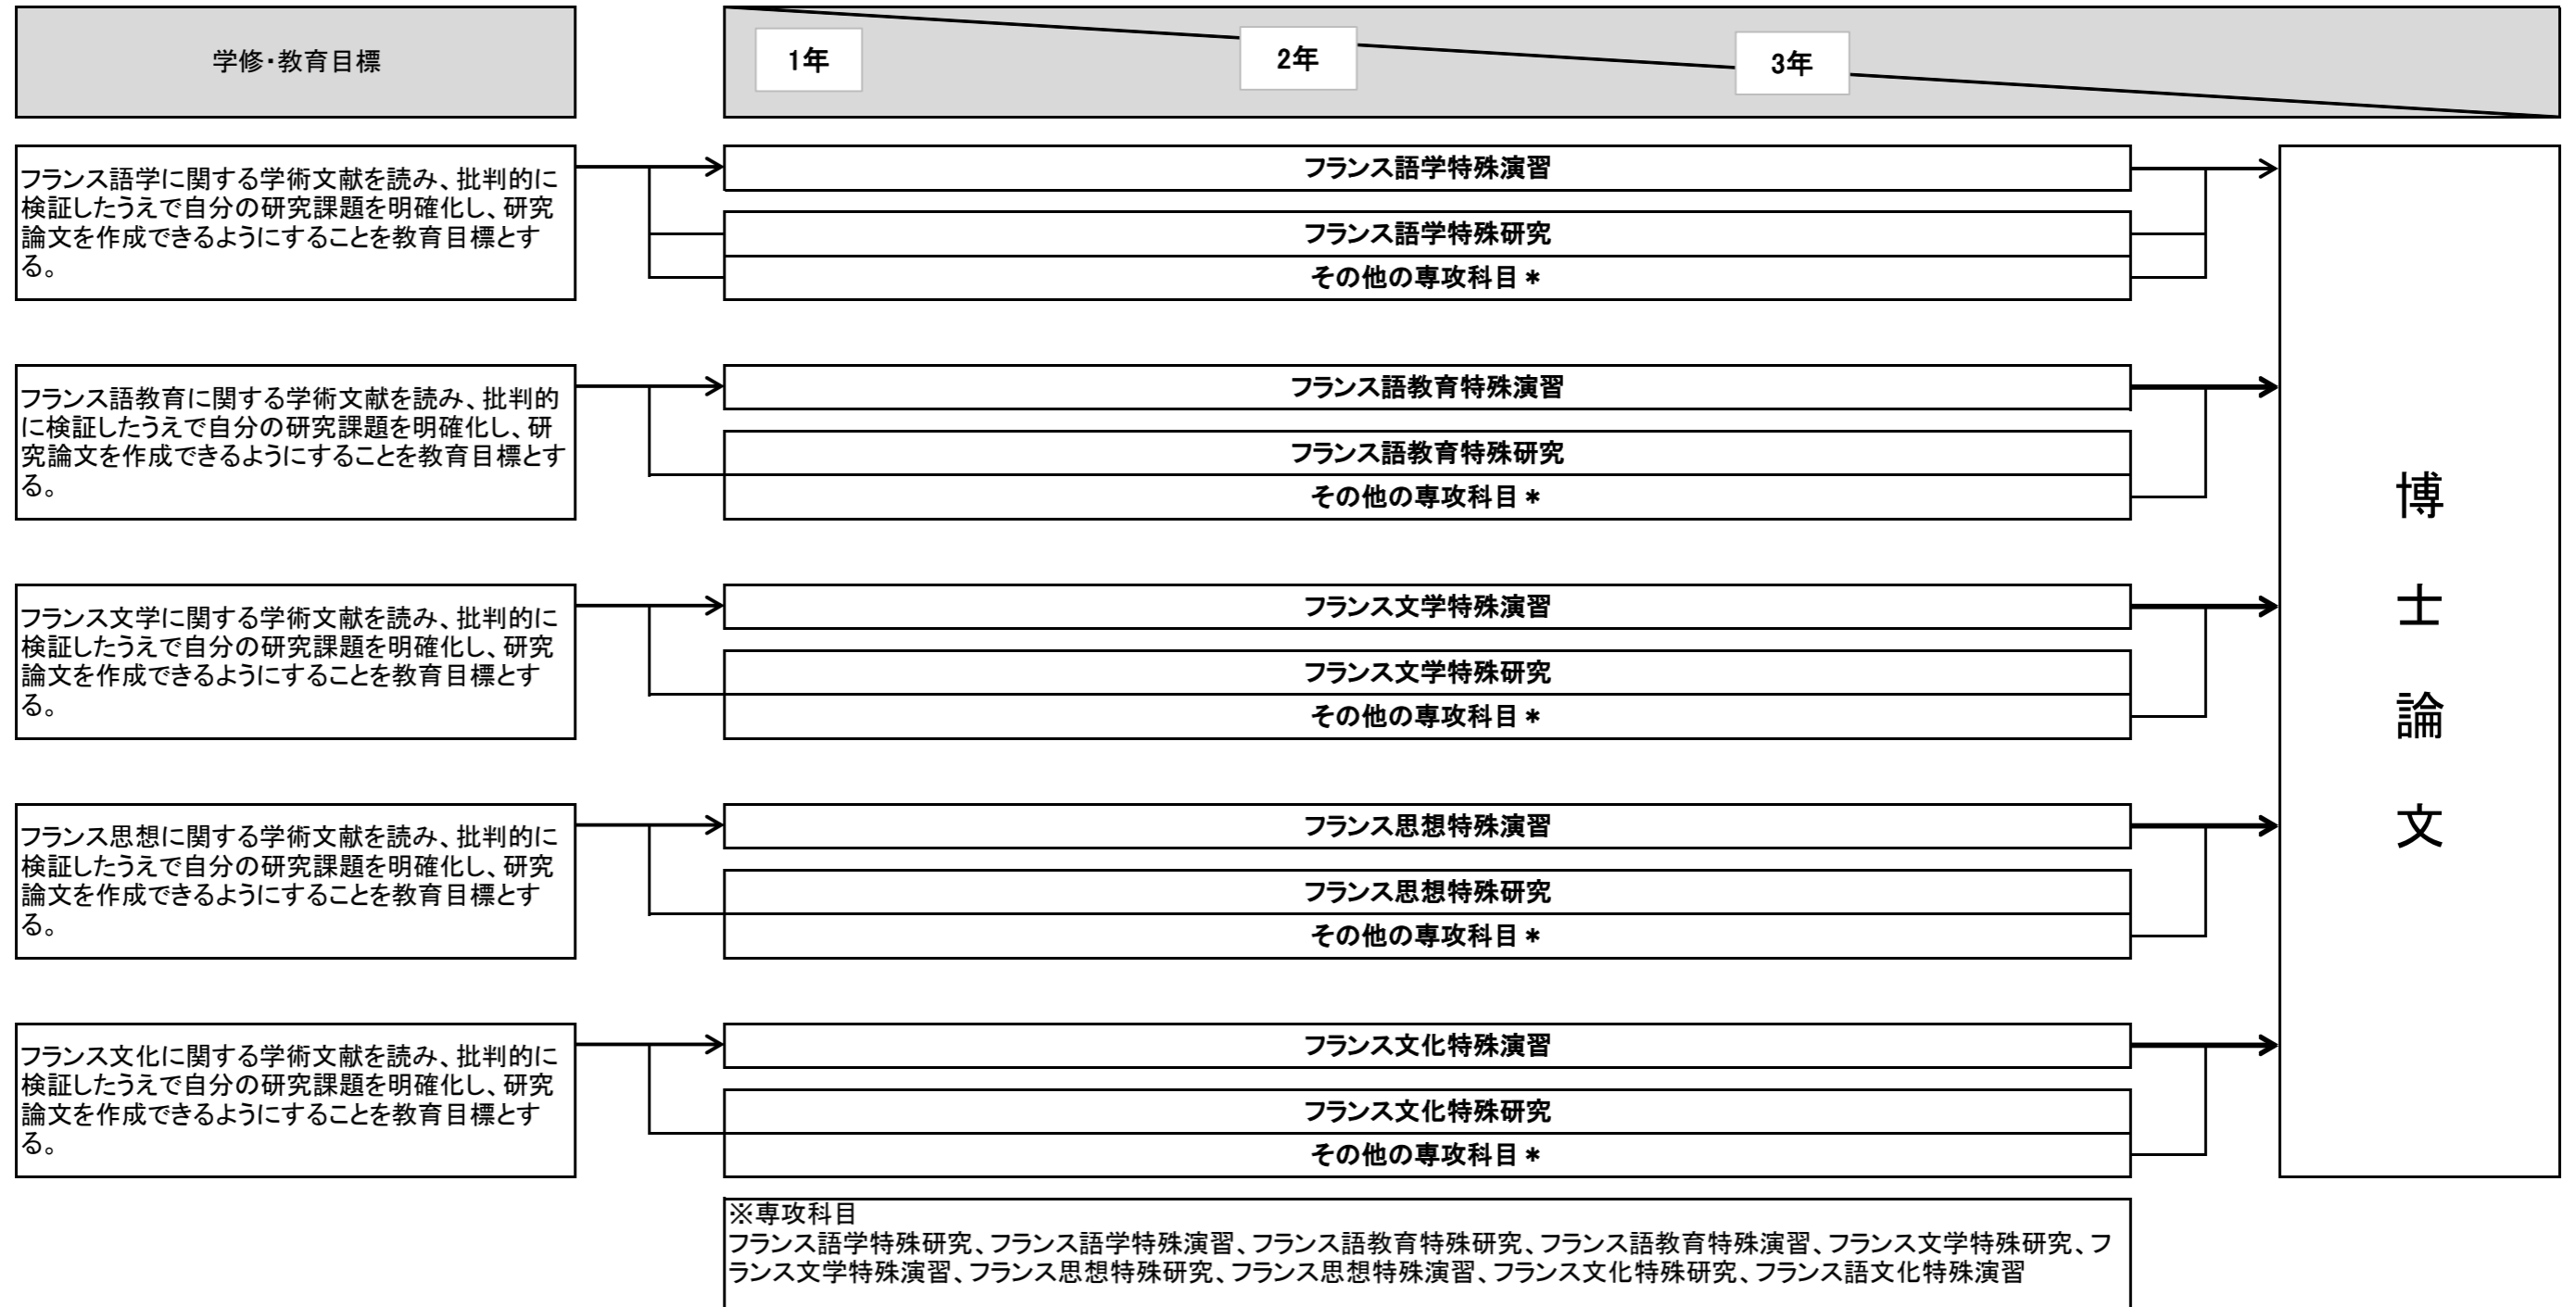 学修・教育目標
1年
2年
3年
フランス語学に関する学術文献を読み、批判的に
検証したうえで自分の研究課題を明確化し、研究
論文を作成できるようにすることを教育目標とす
る。
フランス語学特殊演習
フランス語学特殊研究
その他の専攻科目＊
フランス語教育に関する学術文献を読み、批判的
に検証したうえで自分の研究課題を明確化し、研
究論文を作成できるようにすることを教育目標とす
る。
フランス語教育特殊演習
フランス語教育特殊研究
その他の専攻科目＊
フランス文学に関する学術文献を読み、批判的に
検証したうえで自分の研究課題を明確化し、研究
論文を作成できるようにすることを教育目標とす
る。
フランス文学特殊演習
フランス文学特殊研究
その他の専攻科目＊
フランス思想に関する学術文献を読み、批判的に
検証したうえで自分の研究課題を明確化し、研究
論文を作成できるようにすることを教育目標とす
る。
フランス思想特殊演習
フランス思想特殊研究
その他の専攻科目＊
フランス文化に関する学術文献を読み、批判的に
検証したうえで自分の研究課題を明確化し、研究
論文を作成できるようにすることを教育目標とす
る。
フランス文化特殊演習
フランス文化特殊研究
その他の専攻科目＊
博士論文
※専攻科目
フランス語学特殊研究、フランス語学特殊演習、フランス語教育特殊研究、フランス語教育特殊演習、フランス文学特殊研究、フ
ランス文学特殊演習、フランス思想特殊研究、フランス思想特殊演習、フランス文化特殊研究、フランス語文化特殊演習